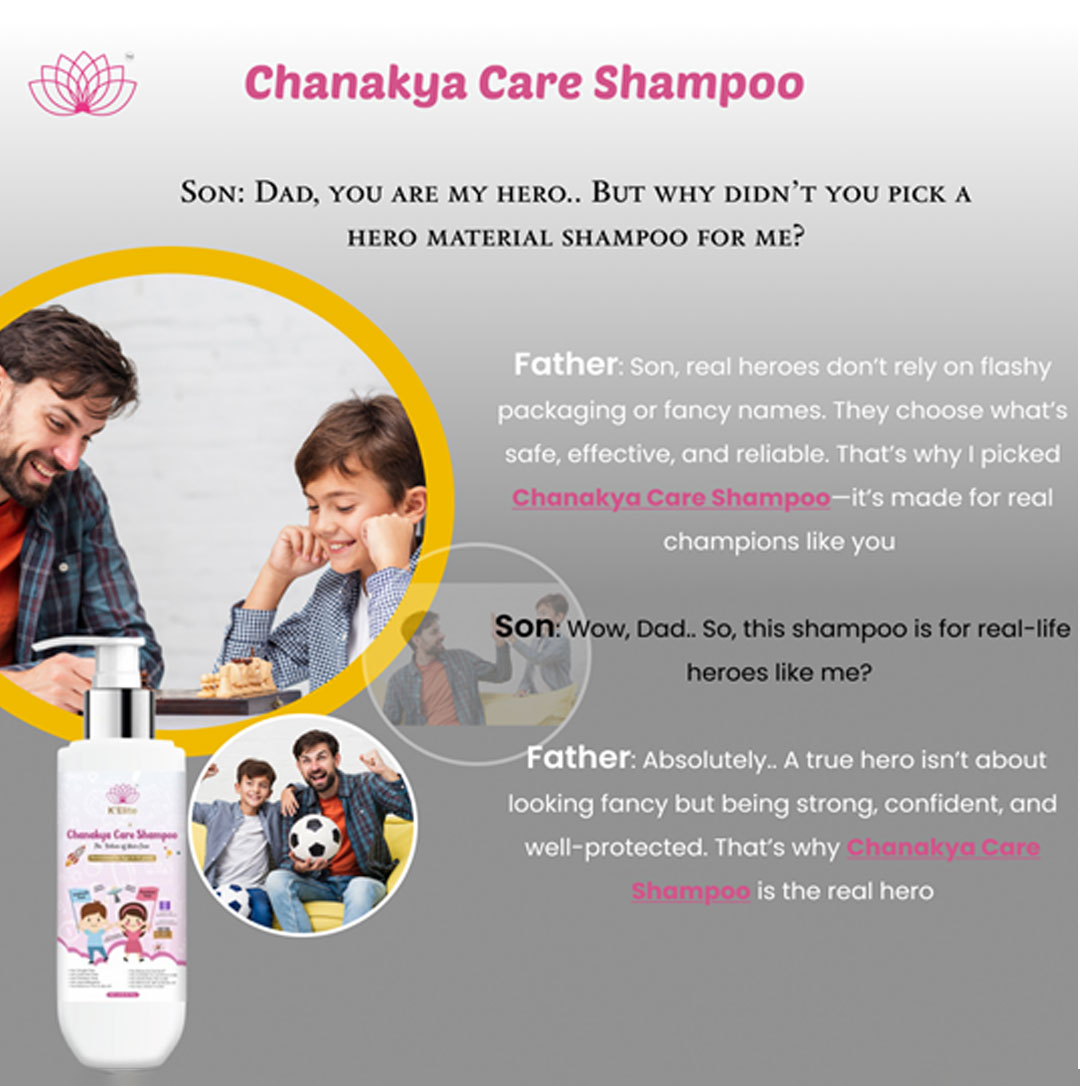 Chanakya Care Shampoo
Son: Dad, you are my hero.. But why didn't you pick a
hero material shampoo for me?
Father: Son, real heroes don't rely on flashy
packaging or fancy names. They choose what's
safe, effective, and reliable. That's why I picked
Chanakya Care Shampoo—it's made for real
champions like you
Son: Wow, Dad.. So, this shampoo is for real-life
heroes like me?
Father: Absolutely.. A true hero isn't about
looking fancy but being strong, confident, and
well-protected. That's why Chanakya Care
Shampoo is the real hero
K'Elite
Chanakya Care Shampoo